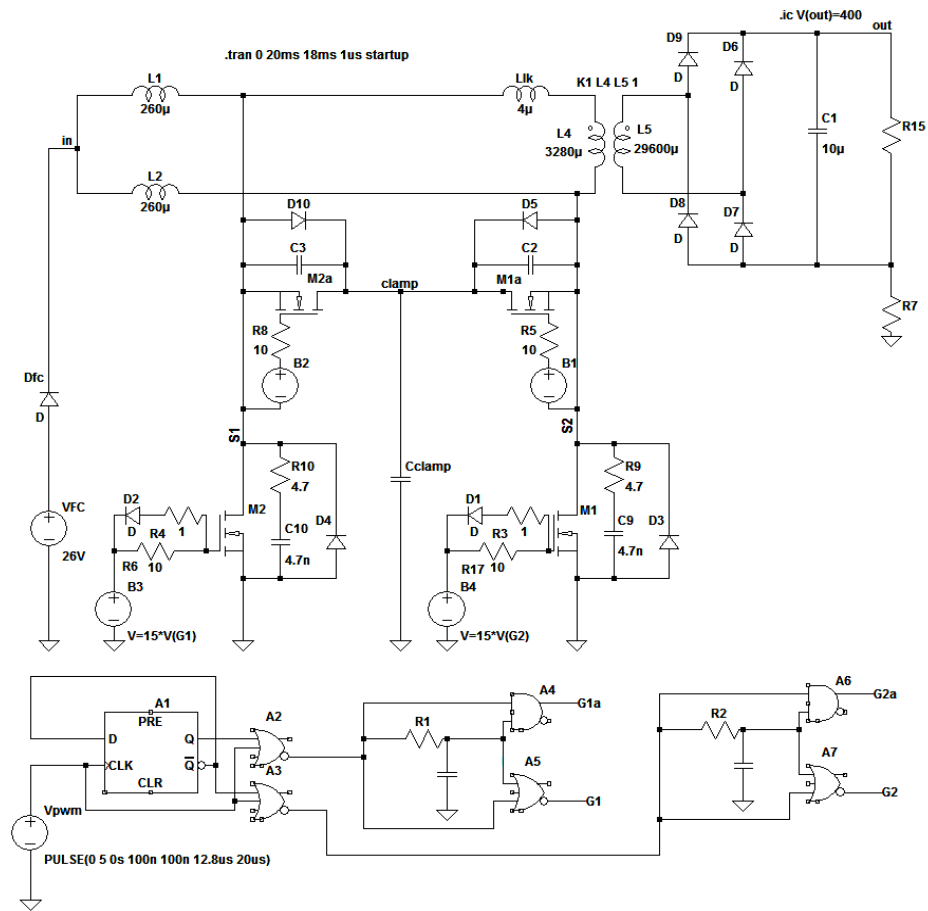 .ic V(out)=400
out
.tran 0 20ms 18ms 1us startup
D9
D6
D
D
L1
260µ
Llk
4µ
K1 L4 L5 1
L4
3280µ
L5
29600µ
C1
10µ
R15
in
L2
260µ
D10
D5
D8
D7
D
D
C3
C2
M2a
clamp
M1a
R8
10
R5
10
R7
B2
B1
Dfc
D
S1
S2
R10
4.7
Cclamp
R9
4.7
VFC
26V
D2
D
1
M2
C10
4.7n
D4
R4
10
R6
B3
V=15*V(G1)
D1
D
1
M1
C9
4.7n
D3
R3
10
R17
B4
V=15*V(G2)
A1
PRE
D
Q
CLK
Q
CLR
A2
A3
R1
A4
G1a
A5
G1
R2
A6
G2a
A7
G2
Vpwm
PULSE(0 5 0s 100n 100n 12.8us 20us)